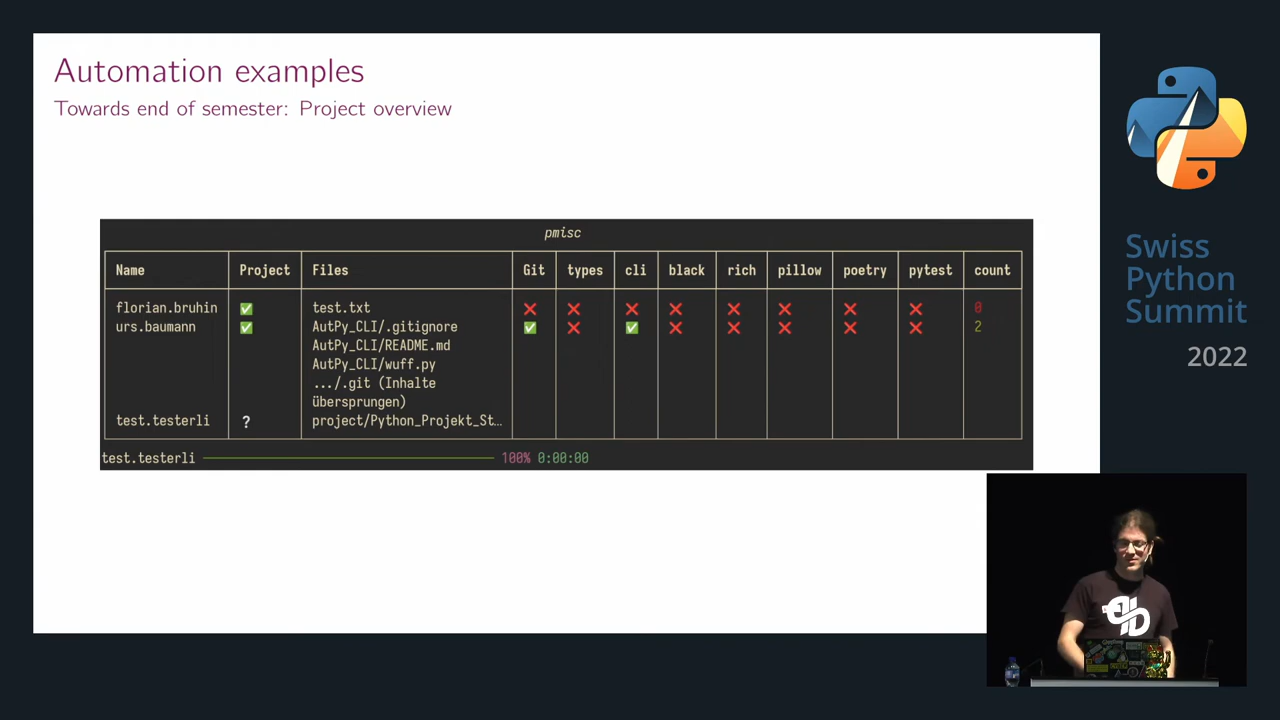 Automation examples
Towards end of semester: Project overview
pmisc
Name Project Files Git types cli black rich pillow poetry pytest count
florian.bruhin ✅ test.txt ❌ ❌ ❌ ❌ ❌ ❌ ❌ ❌ 0
urs.baumann ✅ AutPy_CLI/.gitignore ✅ ❌ ✅ ❌ ❌ ❌ ❌ ❌ 2
AutPy_CLI/README.md
AutPy_CLI/wuff.py
.../.git (Inhalte
übersprungen)
test.testerli ? project/Python_Projekt_St…
test.testerli 100% 0:00:00
Swiss
Python
Summit
2022